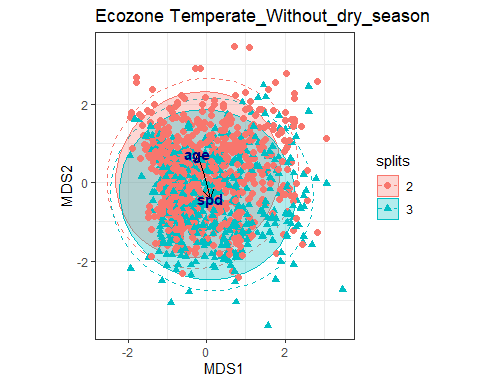 Ecozone Temperate_Without_dry_season
MDS2
2
0
-2
age
spd
-2
0
2
MDS1
splits
2
3